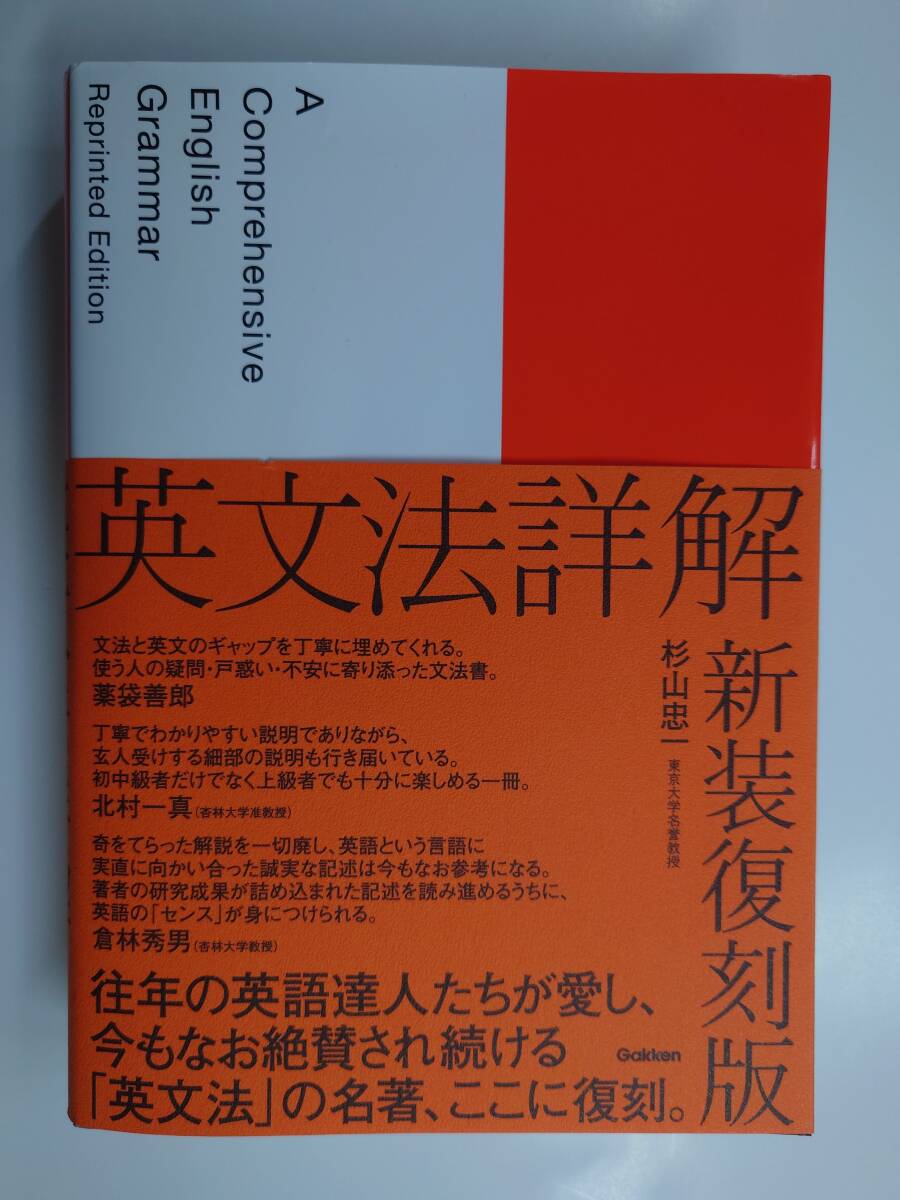 A
Comprehensive
English
Grammar
Reprinted Edition
英文法詳解
新装復刻版
杉山忠一
東京大学名誉教授
文法と英文のギャップを丁寧に埋めてくれる。
使う人の疑問・戸惑い・不安に寄り添った文法書。
薬袋善郎
丁寧でわかりやすい説明でありながら、
玄人受けする細部の説明も行き届いている。
初中級者だけでなく上級者でも十分に楽しめる一冊。
北村一真(杏林大学准教授)
奇をてらった解説を一切廃し、英語という言語に
実直に向かい合った誠実な記述は今もなお参考になる。
著者の研究成果が詰め込まれた記述を読み進めるうちに、
英語の「センス」が身につけられる。
倉林秀男(杏林大学教授)
往年の英語達人たちが愛し、
今もなお絶賛され続ける
「英文法」の名著、ここに復刻。
Gakken